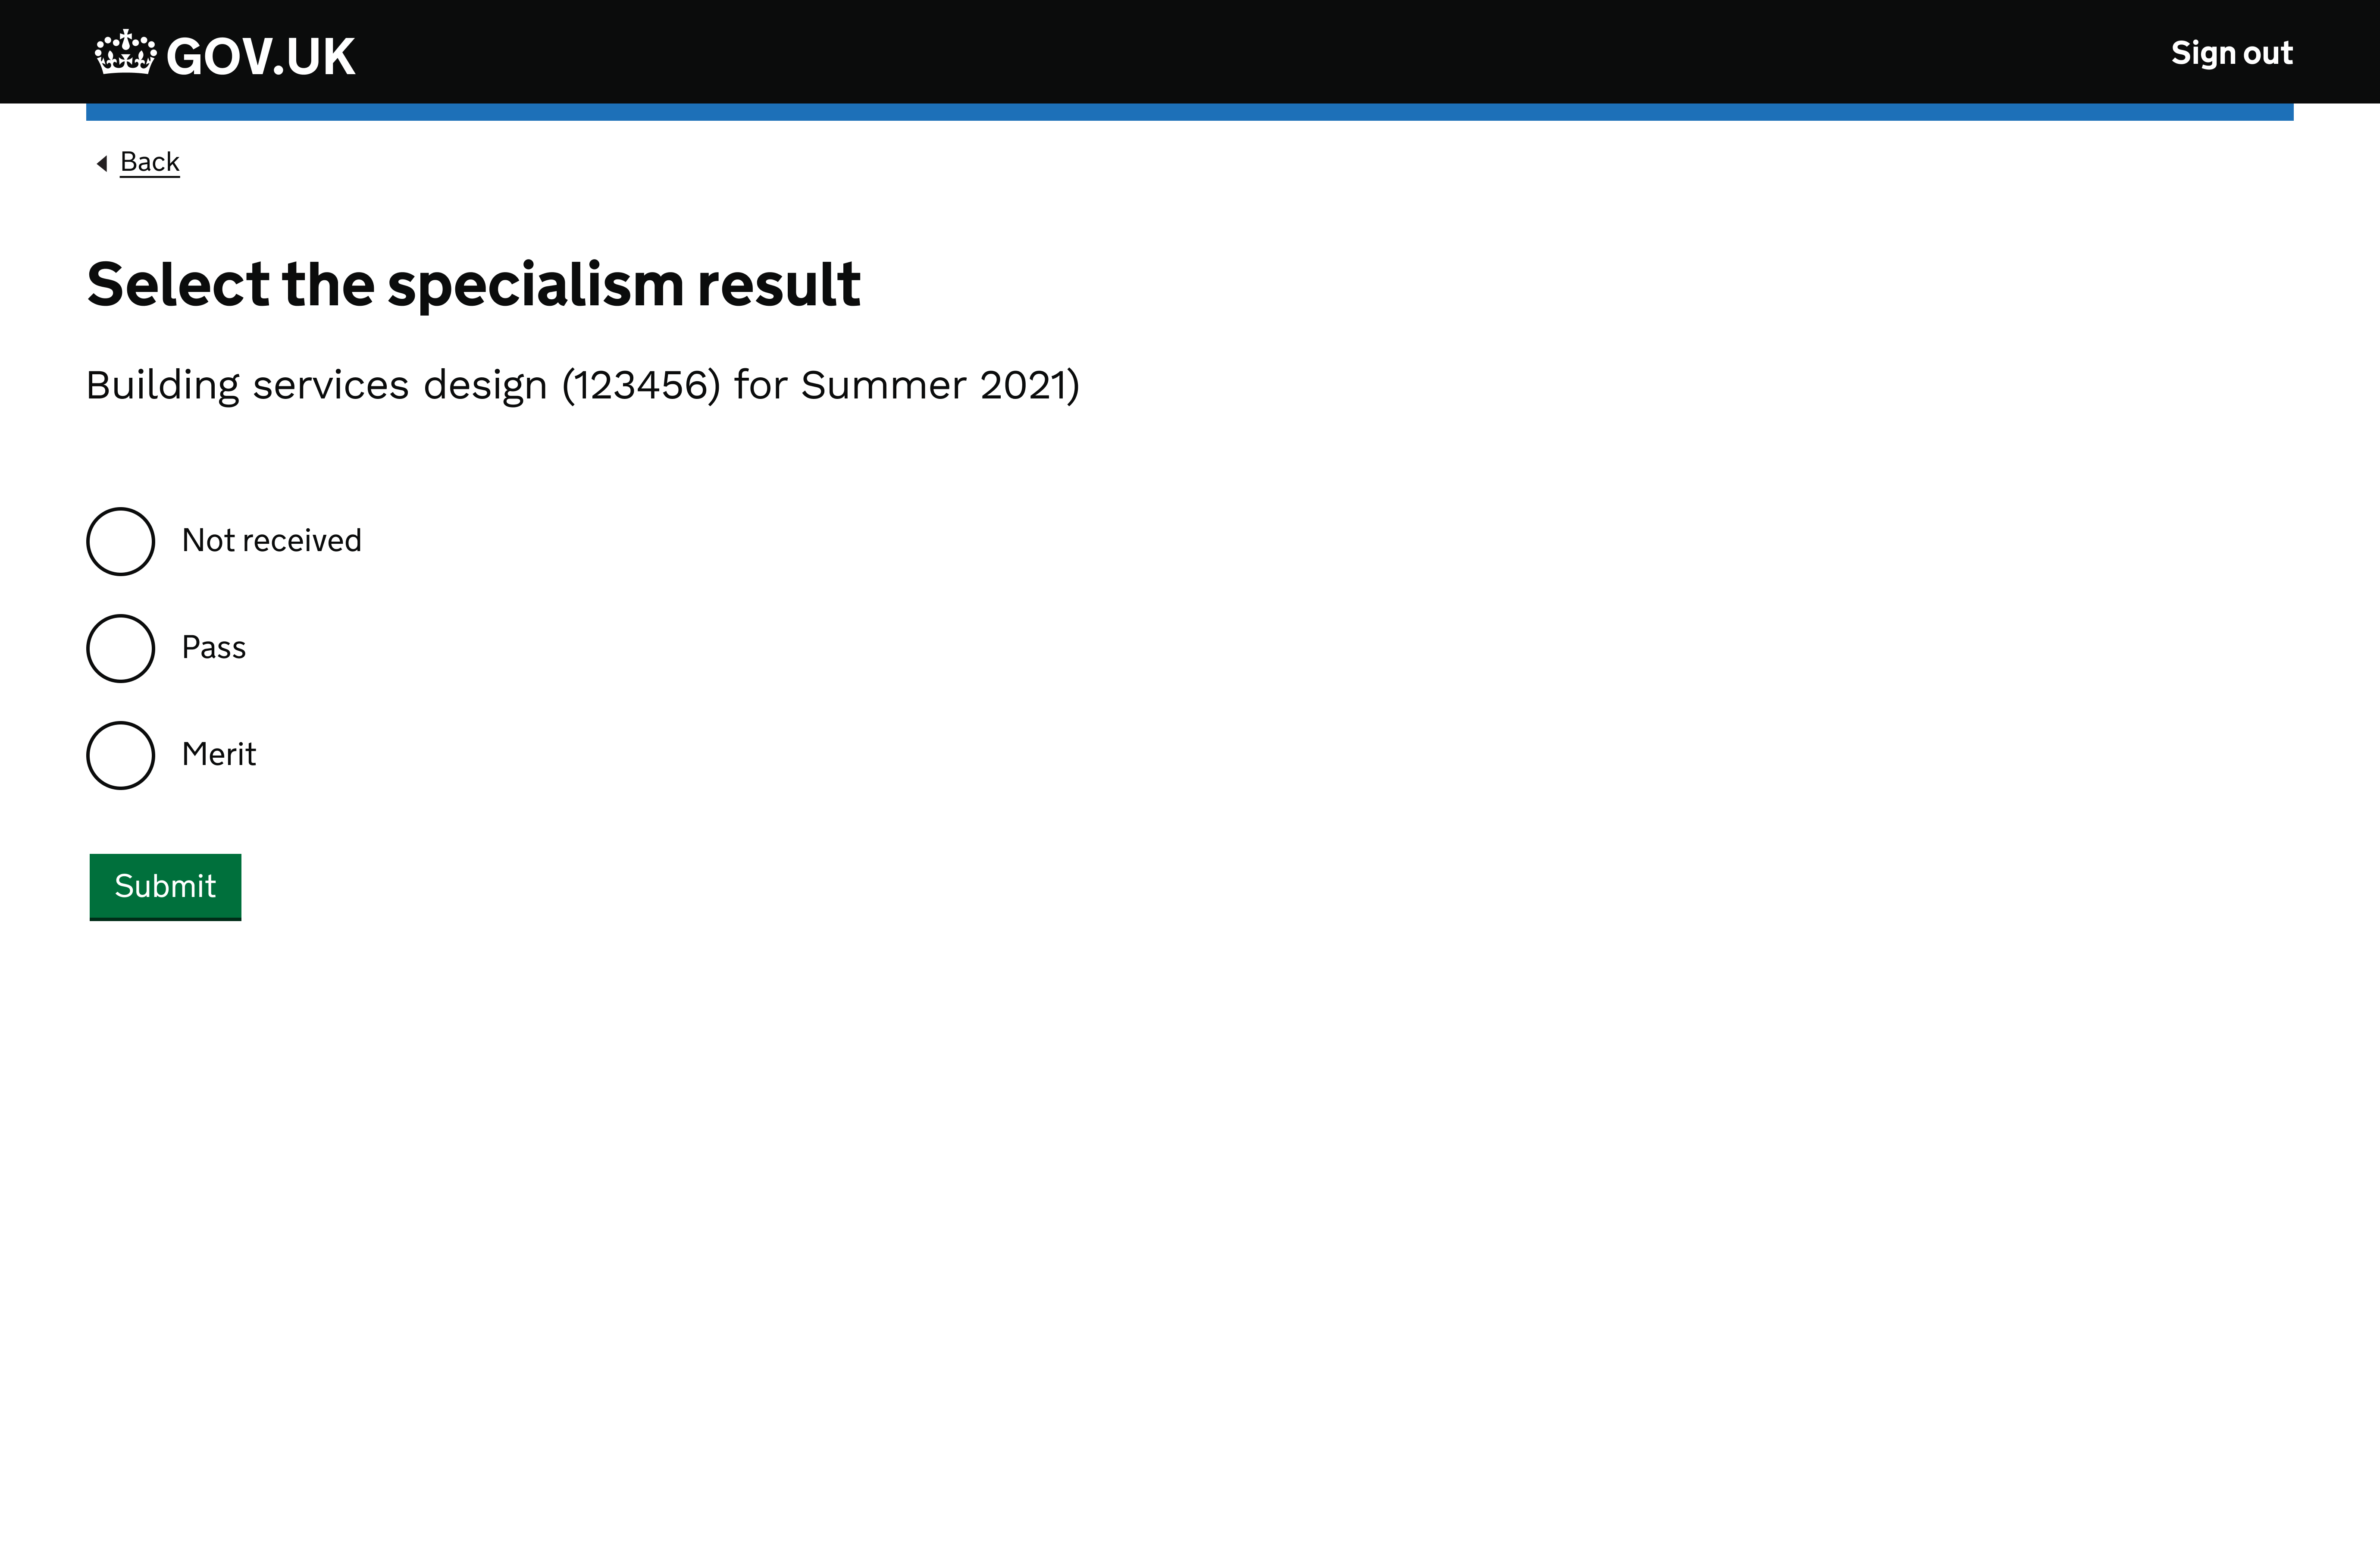 GOV.UK
Sign out
Back
Select the specialism result
Building services design (123456) for Summer 2021)
Not received
Pass
Merit
Submit